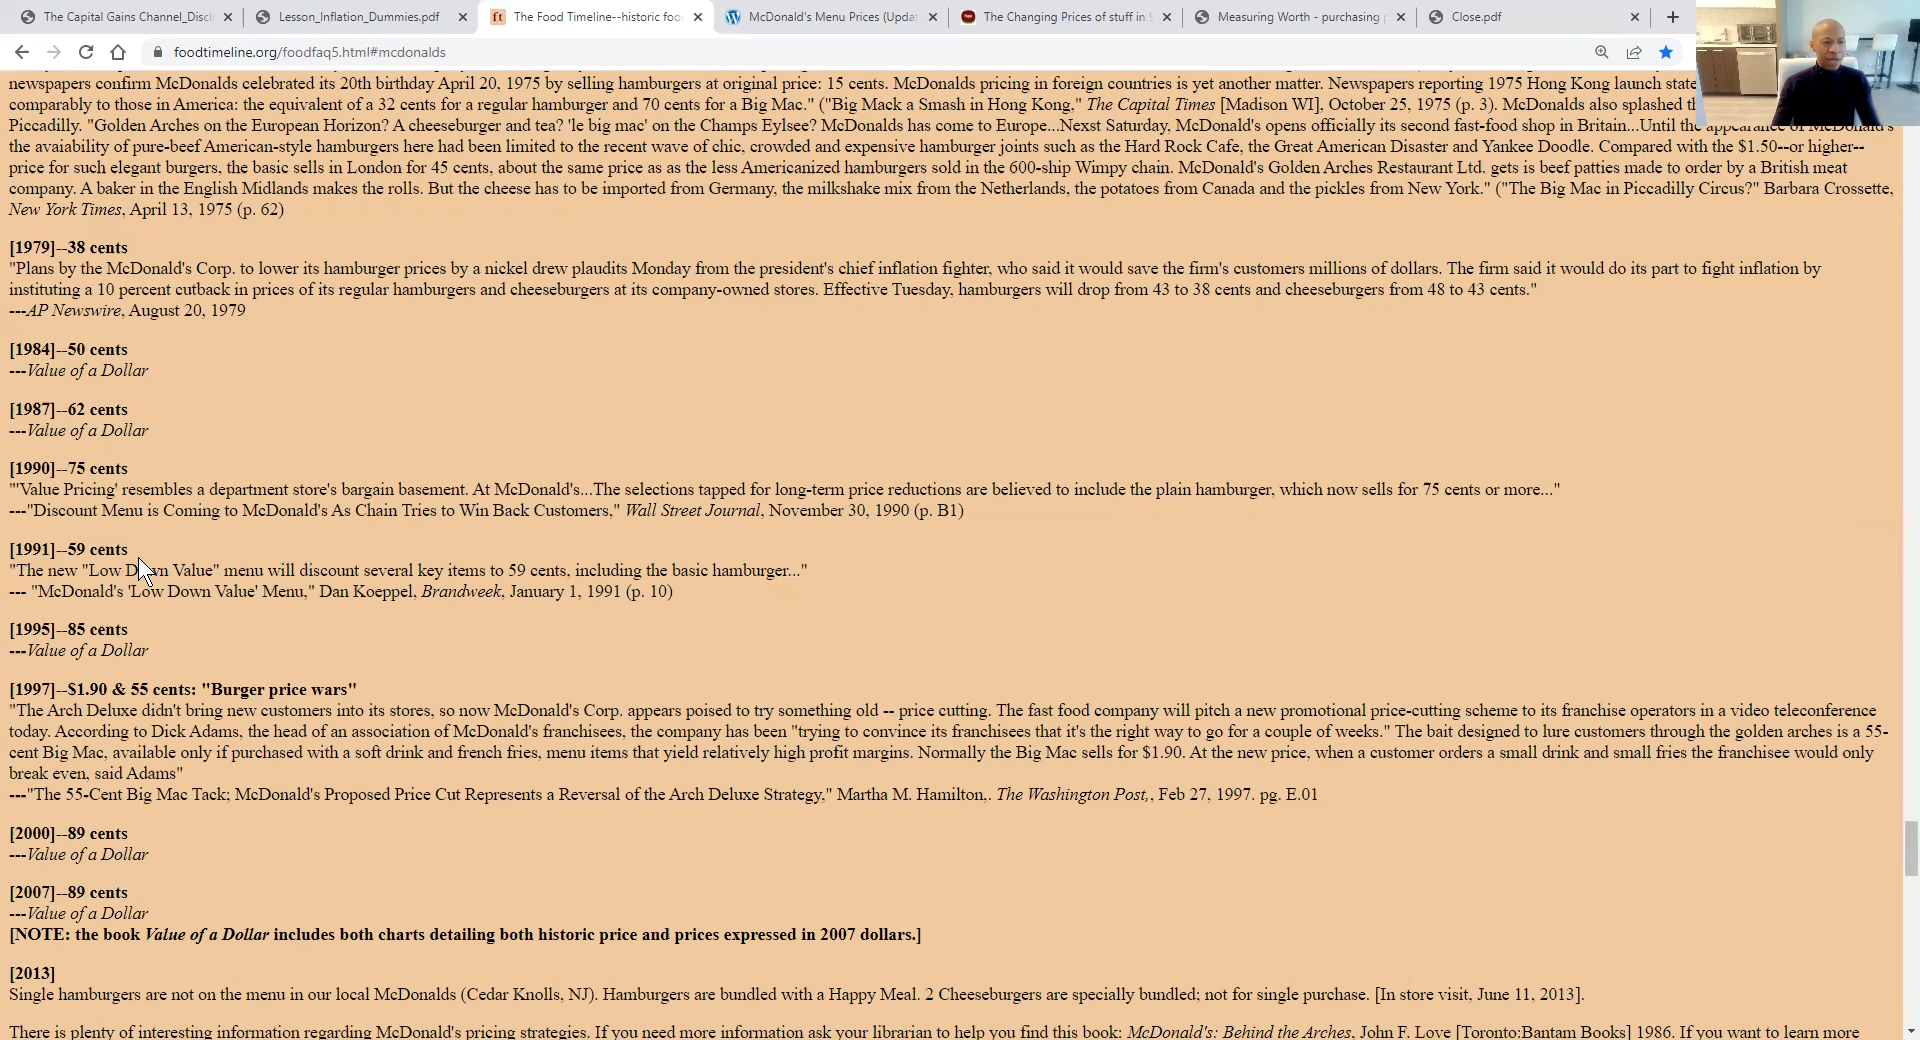 The Capital Gains Channel_Discl
Lesson_Inflation_Dummies.pdf
ft The Food Timeline--historic foo
McDonald's Menu Prices (Updat
The Changing Prices of stuff in
Measuring Worth - purchasing
Close.pdf
foodtimeline.org/foodfaq5.html#mcdonalds
newspapers confirm McDonalds celebrated its 20th birthday April 20, 1975 by selling hamburgers at original price: 15 cents. McDonalds pricing in foreign countries is yet another matter. Newspapers reporting 1975 Hong Kong launch state
comparably to those in America: the equivalent of a 32 cents for a regular hamburger and 70 cents for a Big Mac." ("Big Mack a Smash in Hong Kong," The Capital Times [Madison WI], October 25, 1975 (p. 3). McDonalds also splashed th
Piccadilly. "Golden Arches on the European Horizon? A cheeseburger and tea? 'le big mac' on the Champs Eylsee? McDonalds has come to Europe...Nexst Saturday, McDonald's opens officially its second fast-food shop in Britain...Until the appearance of McDonald's
the avaiability of pure-beef American-style hamburgers here had been limited to the recent wave of chic, crowded and expensive hamburger joints such as the Hard Rock Cafe, the Great American Disaster and Yankee Doodle. Compared with the $1.50--or higher--
price for such elegant burgers, the basic sells in London for 45 cents, about the same price as as the less Americanized hamburgers sold in the 600-ship Wimpy chain. McDonald's Golden Arches Restaurant Ltd. gets is beef patties made to order by a British meat
company. A baker in the English Midlands makes the rolls. But the cheese has to be imported from Germany, the milkshake mix from the Netherlands, the potatoes from Canada and the pickles from New York." ("The Big Mac in Piccadilly Circus?" Barbara Crossette,
New York Times, April 13, 1975 (p. 62)
[1979]--38 cents
"Plans by the McDonald's Corp. to lower its hamburger prices by a nickel drew plaudits Monday from the president's chief inflation fighter, who said it would save the firm's customers millions of dollars. The firm said it would do its part to fight inflation by
instituting a 10 percent cutback in prices of its regular hamburgers and cheeseburgers at its company-owned stores. Effective Tuesday, hamburgers will drop from 43 to 38 cents and cheeseburgers from 48 to 43 cents."
---AP Newswire, August 20, 1979
[1984]--50 cents
---Value of a Dollar
[1987]--62 cents
---Value of a Dollar
[1990]--75 cents
"'Value Pricing' resembles a department store's bargain basement. At McDonald's...The selections tapped for long-term price reductions are believed to include the plain hamburger, which now sells for 75 cents or more..."
---"Discount Menu is Coming to McDonald's As Chain Tries to Win Back Customers," Wall Street Journal, November 30, 1990 (p. B1)
[1991]--59 cents
"The new "Low Down Value" menu will discount several key items to 59 cents, including the basic hamburger..."
--- "McDonald's 'Low Down Value' Menu," Dan Koeppel, Brandweek, January 1, 1991 (p. 10)
[1995]--85 cents
---Value of a Dollar
[1997]--$1.90 & 55 cents: "Burger price wars"
"The Arch Deluxe didn't bring new customers into its stores, so now McDonald's Corp. appears poised to try something old -- price cutting. The fast food company will pitch a new promotional price-cutting scheme to its franchise operators in a video teleconference
today. According to Dick Adams, the head of an association of McDonald's franchisees, the company has been "trying to convince its franchisees that it's the right way to go for a couple of weeks." The bait designed to lure customers through the golden arches is a 55-
cent Big Mac, available only if purchased with a soft drink and french fries, menu items that yield relatively high profit margins. Normally the Big Mac sells for $1.90. At the new price, when a customer orders a small drink and small fries the franchisee would only
break even, said Adams"
---"The 55-Cent Big Mac Tack; McDonald's Proposed Price Cut Represents a Reversal of the Arch Deluxe Strategy," Martha M. Hamilton,. The Washington Post,, Feb 27, 1997. pg. E.01
[2000]--89 cents
---Value of a Dollar
[2007]--89 cents
---Value of a Dollar
[NOTE: the book Value of a Dollar includes both charts detailing both historic price and prices expressed in 2007 dollars.]
[2013]
Single hamburgers are not on the menu in our local McDonalds (Cedar Knolls, NJ). Hamburgers are bundled with a Happy Meal. 2 Cheeseburgers are specially bundled; not for single purchase. [In store visit, June 11, 2013].
There is plenty of interesting information regarding McDonald's pricing strategies. If you need more information ask your librarian to help you find this book: McDonald's: Behind the Arches, John F. Love [Toronto:Bantam Books] 1986. If you want to learn more